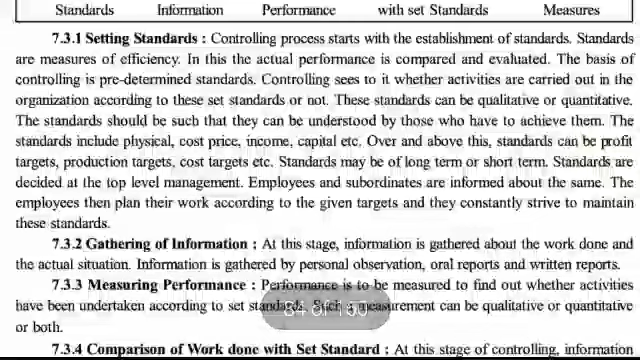 Standards Information Performance with set Standards Measures
7.3.1 Setting Standards : Controlling process starts with the establishment of standards. Standards
are measures of efficiency. In this the actual performance is compared and evaluated. The basis of
controlling is pre-determined standards. Controlling sees to it whether activities are carried out in the
organization according to these set standards or not. These standards can be qualitative or quantitative.
The standards should be such that they can be understood by those who have to achieve them. The
standards include physical, cost price, income, capital etc. Over and above this, standards can be profit
targets, production targets, cost targets etc. Standards may be of long term or short term. Standards are
decided at the top level management. Employees and subordinates are informed about the same. The
employees then plan their work according to the given targets and they constantly strive to maintain
these standards.
7.3.2 Gathering of Information : At this stage, information is gathered about the work done and
the actual situation. Information is gathered by personal observation, oral reports and written reports.
7.3.3 Measuring Performance : Performance is to be measured to find out whether activities
have been undertaken according to set standards. Such a measurement can be qualitative or quantitative
84 of 150
or both.
7.3.4 Comparison of Work done with Set Standard : At this stage of controlling, information